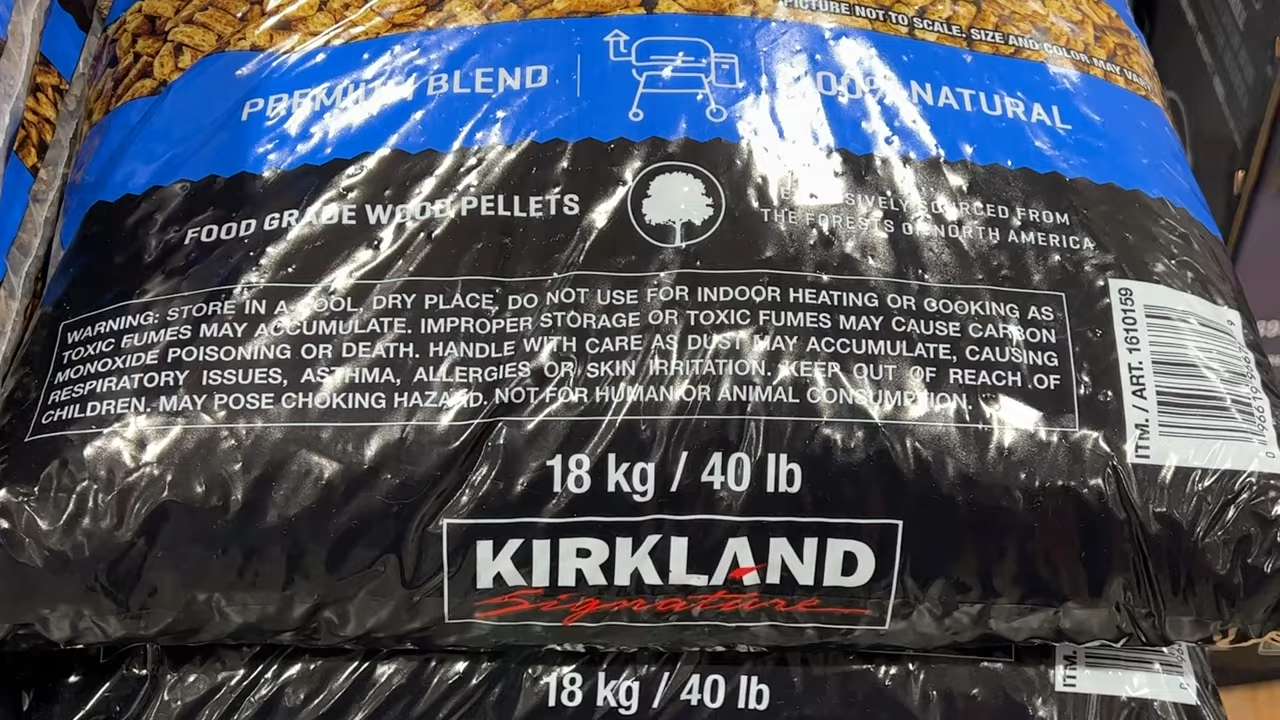 PICTURE NOT TO SCALE, SIZE AND COLOR MAY
PREMIUM BLEND
100% NATURAL
FOOD GRADE WOOD PELLETS
SOURCED FROM
THE FORESTS OF NORTH AMERICA
WARNING: STORE IN A COOL, DRY PLACE, DO NOT USE FOR INDOOR HEATING OR COOKING AS
TOXIC FUMES MAY ACCUMULATE. IMPROPER STORAGE OR TOXIC FUMES MAY CAUSE CARBON
MONOXIDE POISONING OR DEATH. HANDLE WITH CARE AS DUST MAY ACCUMULATE, CAUSING
RESPIRATORY ISSUES, ASTHMA, ALLERGIES OR SKIN IRRITATION. KEEP OUT OF REACH OF
CHILDREN. MAY POSE CHOKING HAZARD. NOT FOR HUMAN OR ANIMAL CONSUMPTION.
ITM. / ART. 1610159
18 kg / 40 lb
KIRKLAND
Signature
ITM.
18 kg / 40 lb